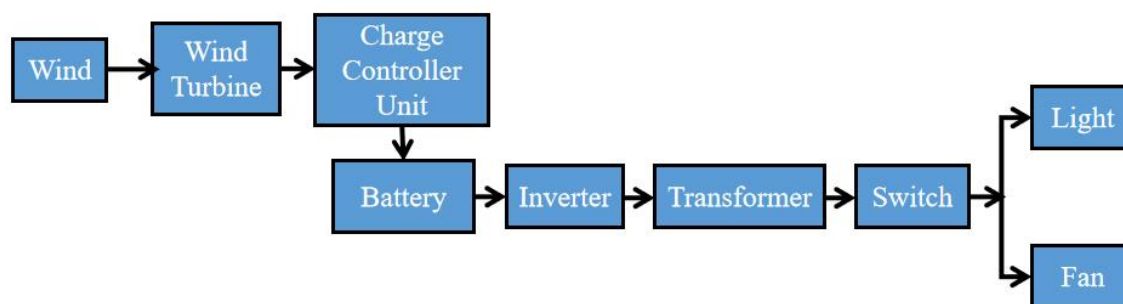 Wind
Wind
Turbine
Charge
Controller
Unit
Battery
Inverter
Transformer
Switch
Light
Fan